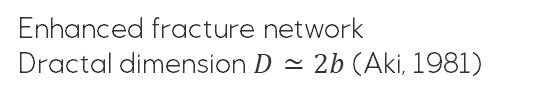 Enhanced fracture network
Dractal dimension D ≃ 2b (Aki, 1981)